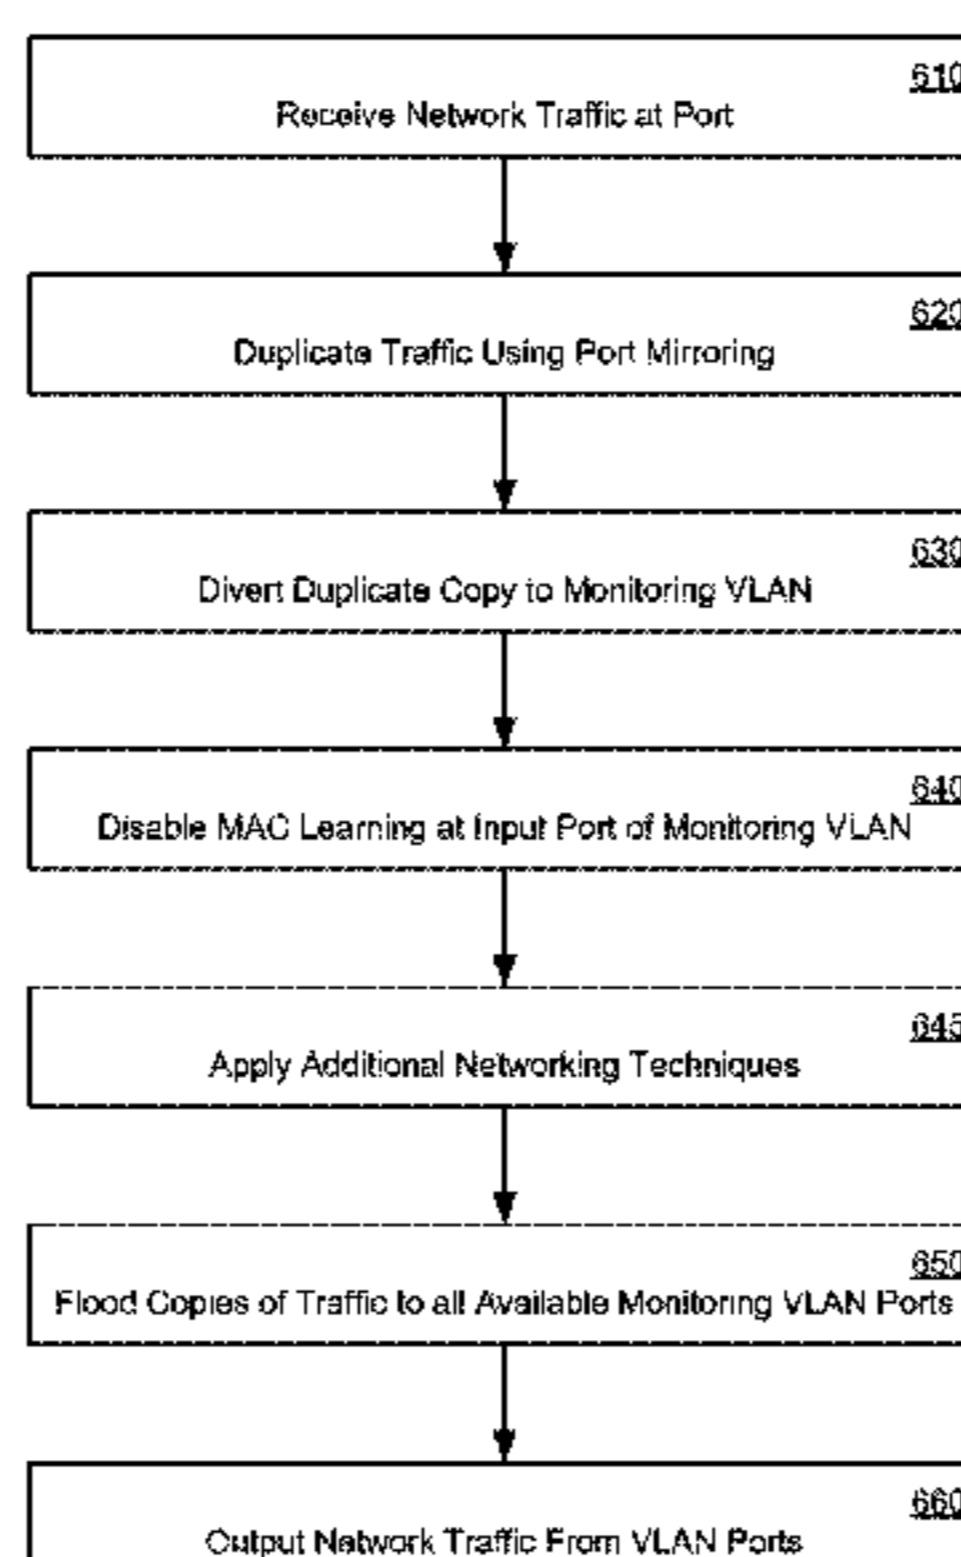 610
Receive Network Traffic at Port
620
Duplicate Traffic Using Port Mirroring
630
Divert Duplicate Copy to Monitoring VLAN
640
Disable MAC Learning at Input Port of Monitoring VLAN
645
Apply Additional Networking Techniques
650
Flood Copies of Traffic to all Available Monitoring VLAN Ports
660
Output Network Traffic From VLAN Ports